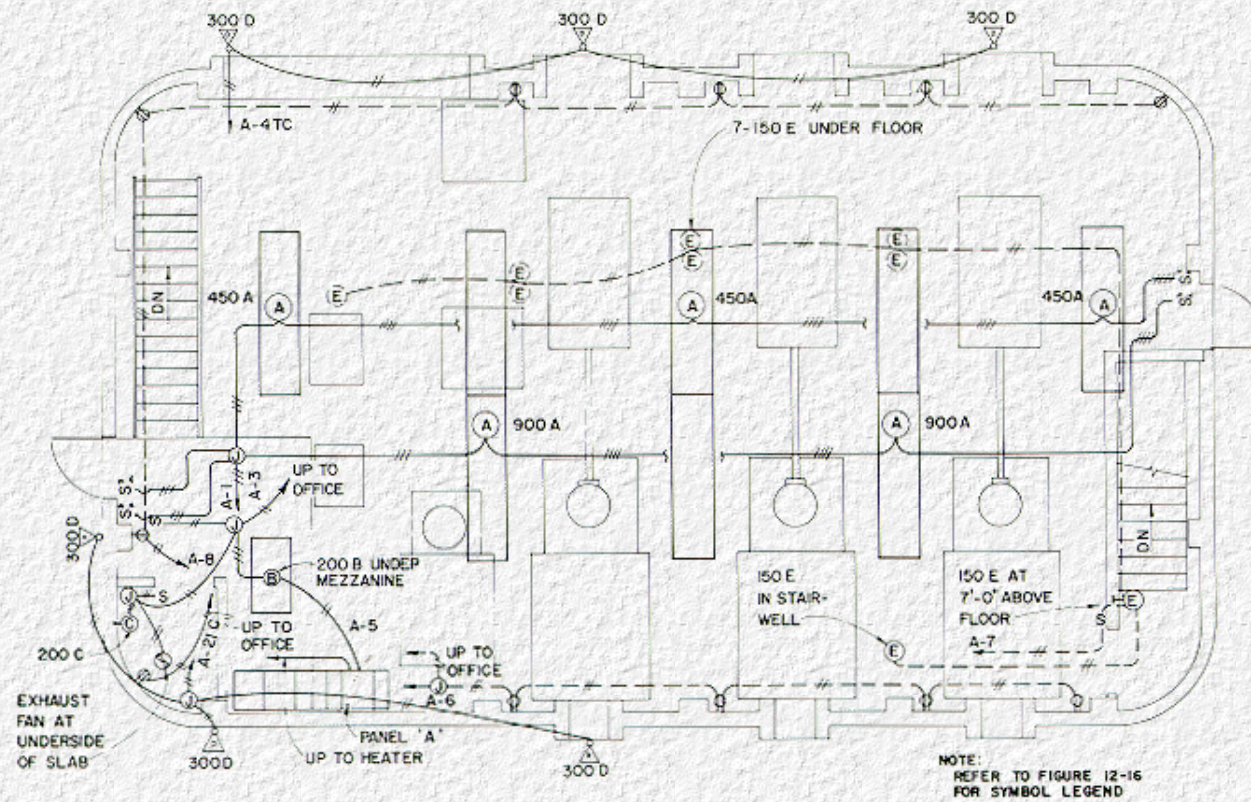 300 D
300 D
300 D
A-4TC
7-150 E UNDER FLOOR
E
E
E
E
E
E
E
DN
450 A
A
450A
A
450A
A
S
S
A
900 A
A
900 A
J
UP TO
OFFICE
A-1
A-3
S
S
S
J
300 D
A-8
B
200 B UNDER
MEZZANINE
150 E
IN STAIR-
WELL
150 E AT
7'-0" ABOVE
FLOOR
DN
J
S
C
200 C
A-21 C
UP TO
OFFICE
A-5
E
S
A-7
E
UP TO
OFFICE
J
A-6
J
EXHAUST
FAN AT
UNDERSIDE
OF SLAB
PANEL 'A'
UP TO HEATER
300D
300 D
NOTE:
REFER TO FIGURE 12-16
FOR SYMBOL LEGEND